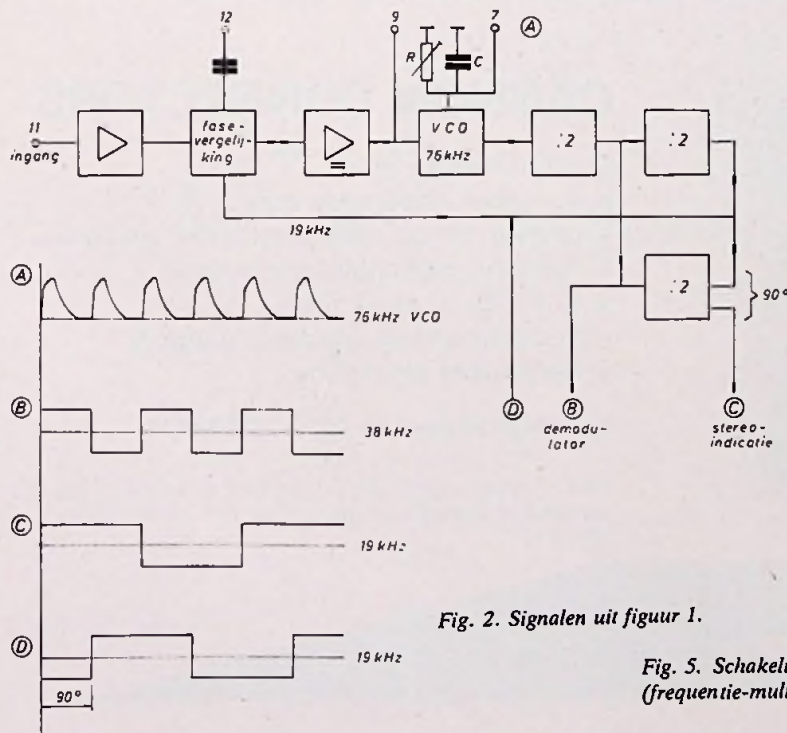 12
9
7
Ⓐ
R
C
11
ingang
fase-
vergelij-
king
=
VCO
76 kHz
:2
:2
19 kHz
:2
90°
Ⓐ
76 kHz VCO
Ⓓ
Ⓑ
demodu-
lator
Ⓒ
stereo-
indicatie
Ⓑ
38 kHz
Ⓒ
19 kHz
Ⓓ
19 kHz
90°
Fig. 2. Signalen uit figuur 1.
Fig. 5. Schakel
(frequentie-mul